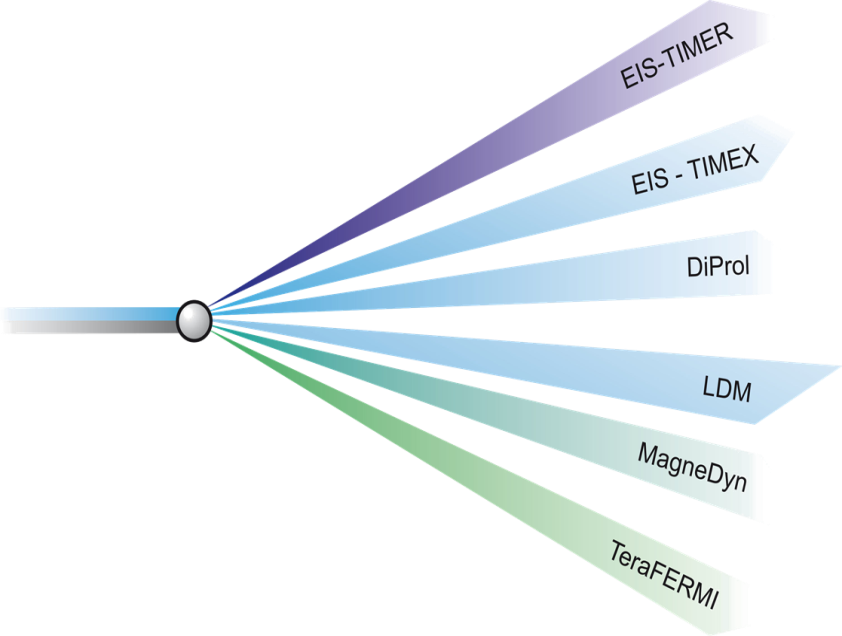 EIS-TIMER
EIS - TIMEX
DiProl
LDM
MagneDyn
TeraFERMI